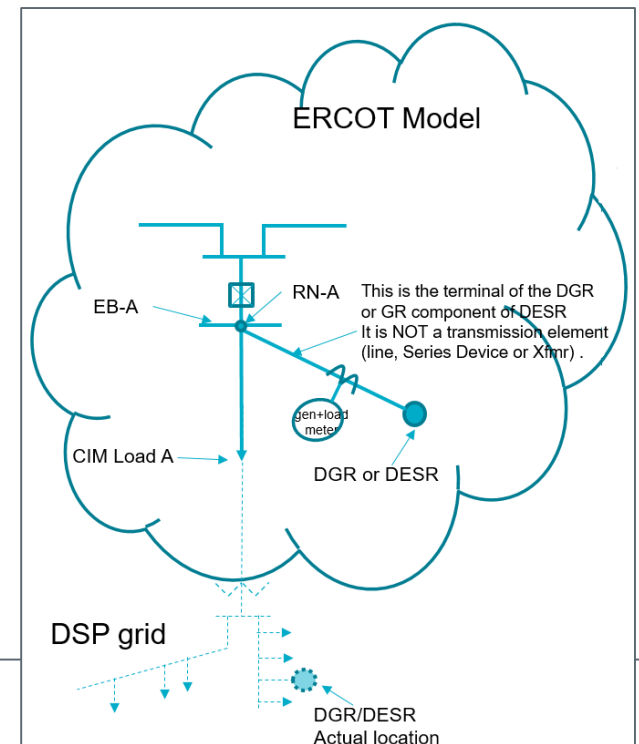 ERCOT Model
EB-A
RN-A
This is the terminal of the DGR
or GR component of DESR
It is NOT a transmission element
(line, Series Device or Xfmr) .
gen+load
meter
CIM Load A
DGR or DESR
DSP grid
DGR/DESR
Actual location